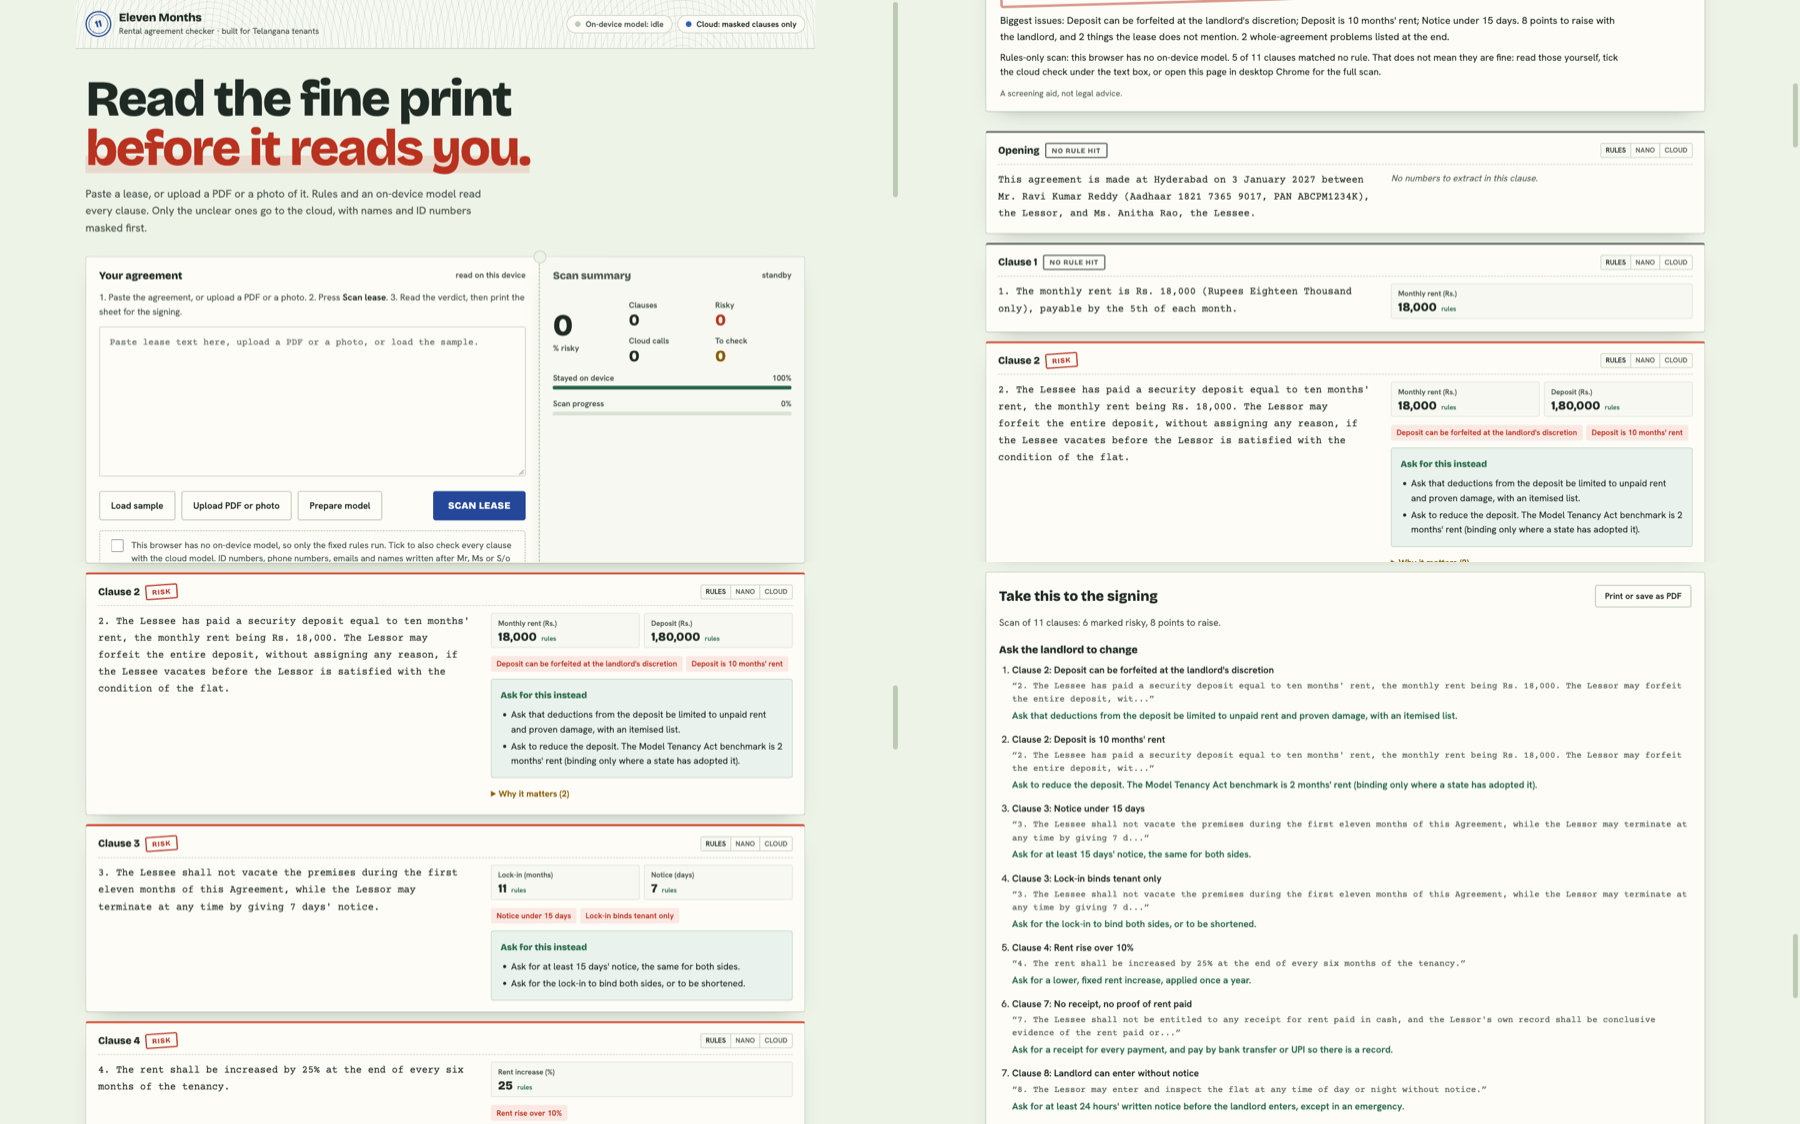 11
Eleven Months
Rental agreement checker · built for Telangana tenants
On-device model: idle
Cloud: masked clauses only
Read the fine print
before it reads you.
Paste a lease, or upload a PDF or a photo of it. Rules and an on-device model read
every clause. Only the unclear ones go to the cloud, with names and ID numbers
masked first.
Your agreement
read on this device
1. Paste the agreement, or upload a PDF or a photo. 2. Press Scan lease. 3. Read the verdict, then print the
sheet for the signing.
Paste lease text here, upload a PDF or a photo, or load the sample.
Load sample
Upload PDF or photo
Prepare model
SCAN LEASE
This browser has no on-device model, so only the fixed rules run. Tick to also check every clause
with the cloud model. ID numbers, phone numbers, emails and names written after Mr, Ms or S/o
Scan summary
standby
0
% risky
Clauses
0
Risky
0
Cloud calls
0
To check
0
Stayed on device
100%
Scan progress
0%
Biggest issues: Deposit can be forfeited at the landlord's discretion; Deposit is 10 months' rent; Notice under 15 days. 8 points to raise with
the landlord, and 2 things the lease does not mention. 2 whole-agreement problems listed at the end.
Rules-only scan: this browser has no on-device model. 5 of 11 clauses matched no rule. That does not mean they are fine: read those yourself, tick
the cloud check under the text box, or open this page in desktop Chrome for the full scan.
A screening aid, not legal advice.
Opening
NO RULE HIT
RULES NANO CLOUD
This agreement is made at Hyderabad on 3 January 2027 between
Mr. Ravi Kumar Reddy (Aadhaar 1821 7365 9017, PAN ABCPM1234K),
the Lessor, and Ms. Anitha Rao, the Lessee.
No numbers to extract in this clause.
Clause 1
NO RULE HIT
RULES NANO CLOUD
1. The monthly rent is Rs. 18,000 (Rupees Eighteen Thousand
only), payable by the 5th of each month.
Monthly rent (Rs.)
18,000 rules
Clause 2
RISK
RULES NANO CLOUD
2. The Lessee has paid a security deposit equal to ten months'
rent, the monthly rent being Rs. 18,000. The Lessor may
forfeit the entire deposit, without assigning any reason, if
the Lessee vacates before the Lessor is satisfied with the
condition of the flat.
Monthly rent (Rs.)
18,000 rules
Deposit (Rs.)
1,80,000 rules
Deposit can be forfeited at the landlord's discretion
Deposit is 10 months' rent
Ask for this instead
• Ask that deductions from the deposit be limited to unpaid rent
and proven damage, with an itemised list.
• Ask to reduce the deposit. The Model Tenancy Act benchmark is 2
months' rent (binding only where a state has adopted it).
▸ Why it matters (2)
Clause 2
RISK
RULES NANO CLOUD
2. The Lessee has paid a security deposit equal to ten months'
rent, the monthly rent being Rs. 18,000. The Lessor may
forfeit the entire deposit, without assigning any reason, if
the Lessee vacates before the Lessor is satisfied with the
condition of the flat.
Monthly rent (Rs.)
18,000 rules
Deposit (Rs.)
1,80,000 rules
Deposit can be forfeited at the landlord's discretion
Deposit is 10 months' rent
Ask for this instead
• Ask that deductions from the deposit be limited to unpaid rent
and proven damage, with an itemised list.
• Ask to reduce the deposit. The Model Tenancy Act benchmark is 2
months' rent (binding only where a state has adopted it).
▸ Why it matters (2)
Clause 3
RISK
RULES NANO CLOUD
3. The Lessee shall not vacate the premises during the first
eleven months of this Agreement, while the Lessor may
terminate at any time by giving 7 days' notice.
Lock-in (months)
11 rules
Notice (days)
7 rules
Notice under 15 days
Lock-in binds tenant only
Ask for this instead
• Ask for at least 15 days' notice, the same for both sides.
• Ask for the lock-in to bind both sides, or to be shortened.
Clause 4
RISK
RULES NANO CLOUD
4. The rent shall be increased by 25% at the end of every six
months of the tenancy.
Rent increase (%)
25 rules
Rent rise over 10%
Take this to the signing
Print or save as PDF
Scan of 11 clauses: 6 marked risky, 8 points to raise.
Ask the landlord to change
1. Clause 2: Deposit can be forfeited at the landlord's discretion
"2. The Lessee has paid a security deposit equal to ten months' rent, the monthly rent being Rs. 18,000. The Lessor may forfeit
the entire deposit, wit..."
Ask that deductions from the deposit be limited to unpaid rent and proven damage, with an itemised list.
2. Clause 2: Deposit is 10 months' rent
"2. The Lessee has paid a security deposit equal to ten months' rent, the monthly rent being Rs. 18,000. The Lessor may forfeit
the entire deposit, wit..."
Ask to reduce the deposit. The Model Tenancy Act benchmark is 2 months' rent (binding only where a state has adopted it).
3. Clause 3: Notice under 15 days
"3. The Lessee shall not vacate the premises during the first eleven months of this Agreement, while the Lessor may terminate at
any time by giving 7 d..."
Ask for at least 15 days' notice, the same for both sides.
4. Clause 3: Lock-in binds tenant only
"3. The Lessee shall not vacate the premises during the first eleven months of this Agreement, while the Lessor may terminate at
any time by giving 7 d..."
Ask for the lock-in to bind both sides, or to be shortened.
5. Clause 4: Rent rise over 10%
"4. The rent shall be increased by 25% at the end of every six months of the tenancy."
Ask for a lower, fixed rent increase, applied once a year.
6. Clause 7: No receipt, no proof of rent paid
"7. The Lessee shall not be entitled to any receipt for rent paid in cash, and the Lessor's own record shall be conclusive
evidence of the rent paid or..."
Ask for a receipt for every payment, and pay by bank transfer or UPI so there is a record.
7. Clause 8: Landlord can enter without notice
"8. The Lessor may enter and inspect the flat at any time of day or night without notice."
Ask for at least 24 hours' written notice before the landlord enters, except in an emergency.